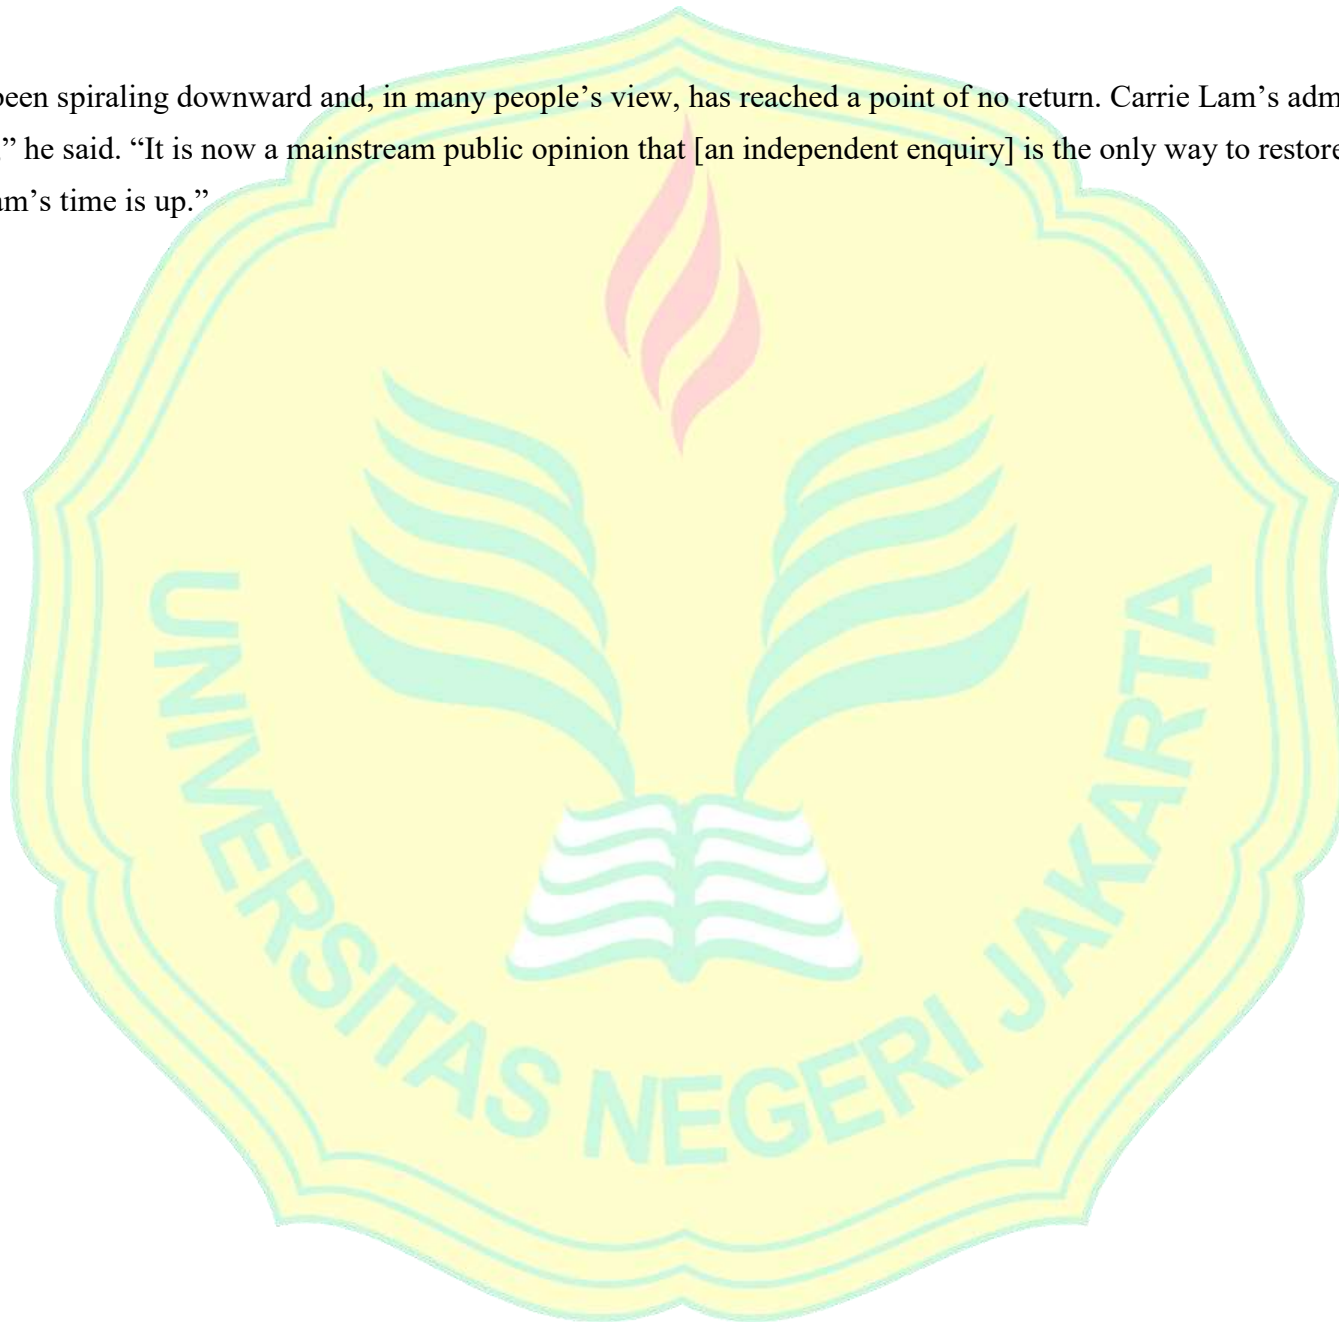 been spiraling downward and, in many people’s view, has reached a point of no return. Carrie Lam’s adm
” he said. “It is now a mainstream public opinion that [an independent enquiry] is the only way to restore
am’s time is up.”
UNIVERSITAS NEGERI JAKARTA